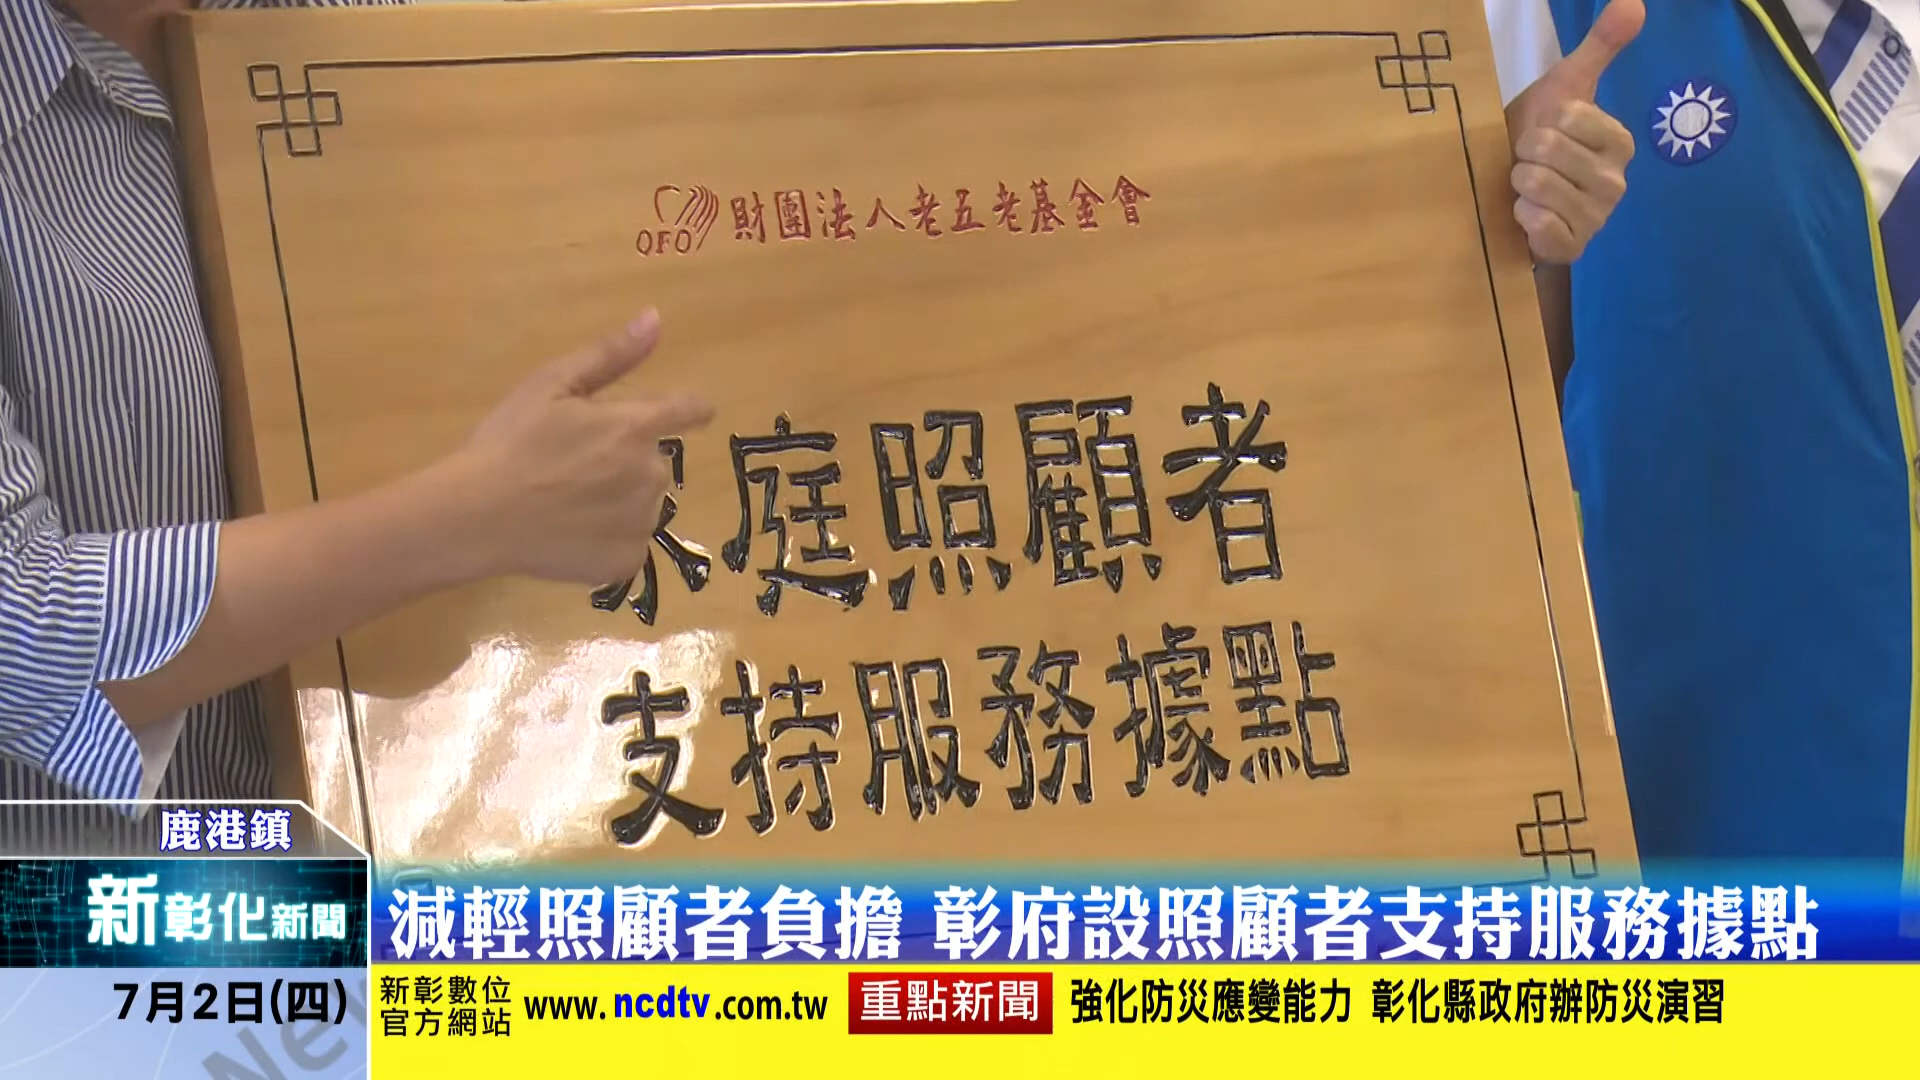 OFO 財團法人老五老基金會
家庭照顧者
支持服務據點
鹿港鎮
新彰化新聞
減輕照顧者負擔 彰府設照顧者支持服務據點
7月2日(四)
新彰數位
官方網站
www.ncdtv.com.tw
重點新聞
強化防災應變能力 彰化縣政府辦防災演習